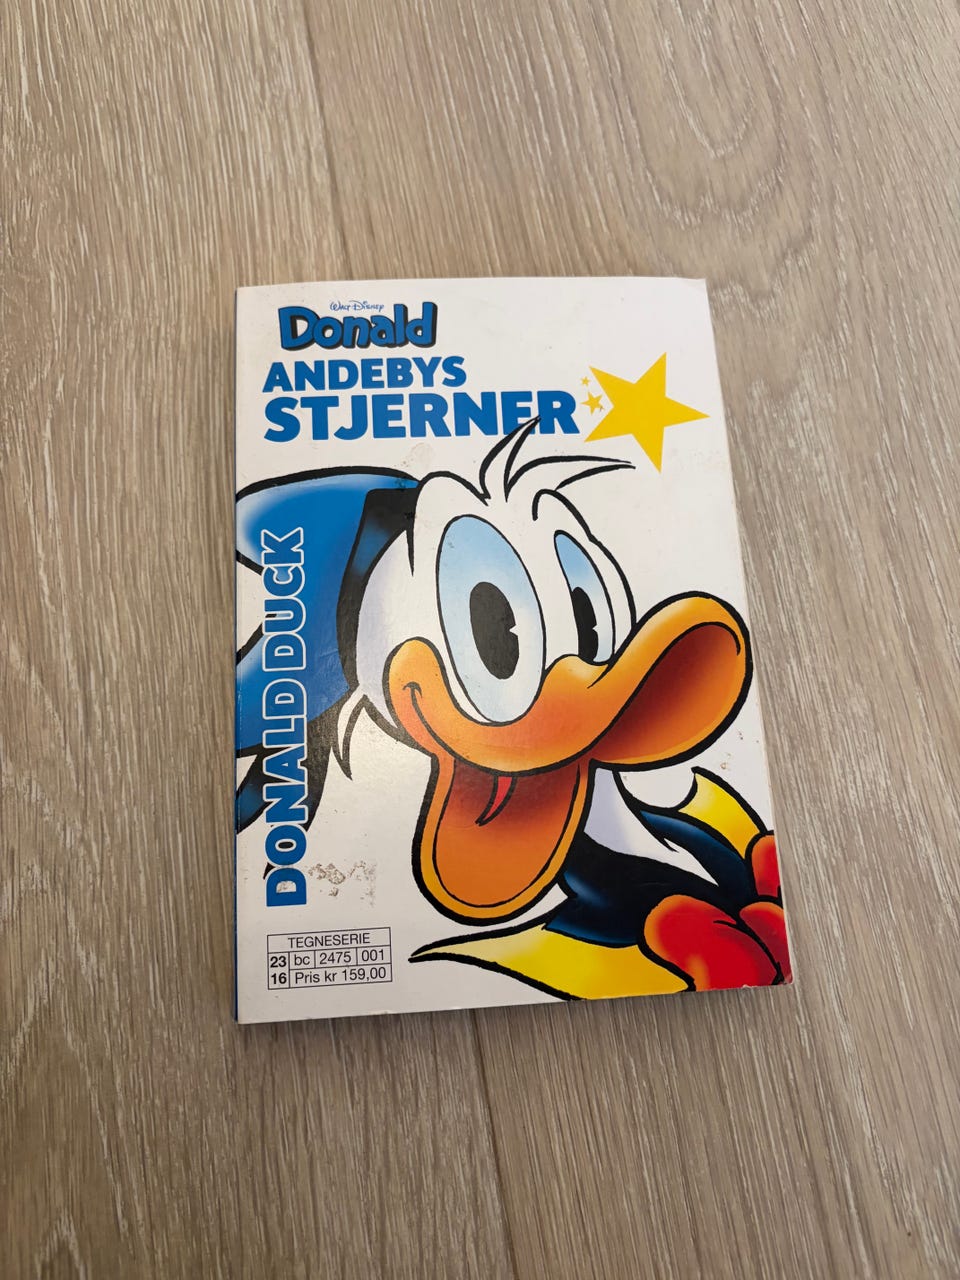 Walt Disney
Donald
ANDEBYS
STJERNER
DONALD DUCK
TEGNESERIE
23 bc 2475 001
16 Pris kr 159,00